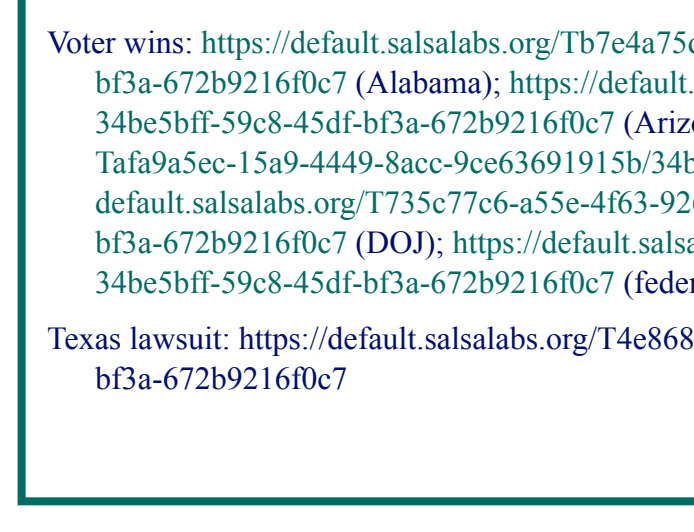 Voter wins: https://default.salsalabs.org/Tb7e4a75
bf3a-672b9216f0c7 (Alabama); https://default.
34be5bff-59c8-45df-bf3a-672b9216f0c7 (Ariz
Tafa9a5ec-15a9-4449-8acc-9ce63691915b/34b
default.salsalabs.org/T735c77c6-a55e-4f63-92
bf3a-672b9216f0c7 (DOJ); https://default.salsa
34be5bff-59c8-45df-bf3a-672b9216f0c7 (feder
Texas lawsuit: https://default.salsalabs.org/T4e868
bf3a-672b9216f0c7